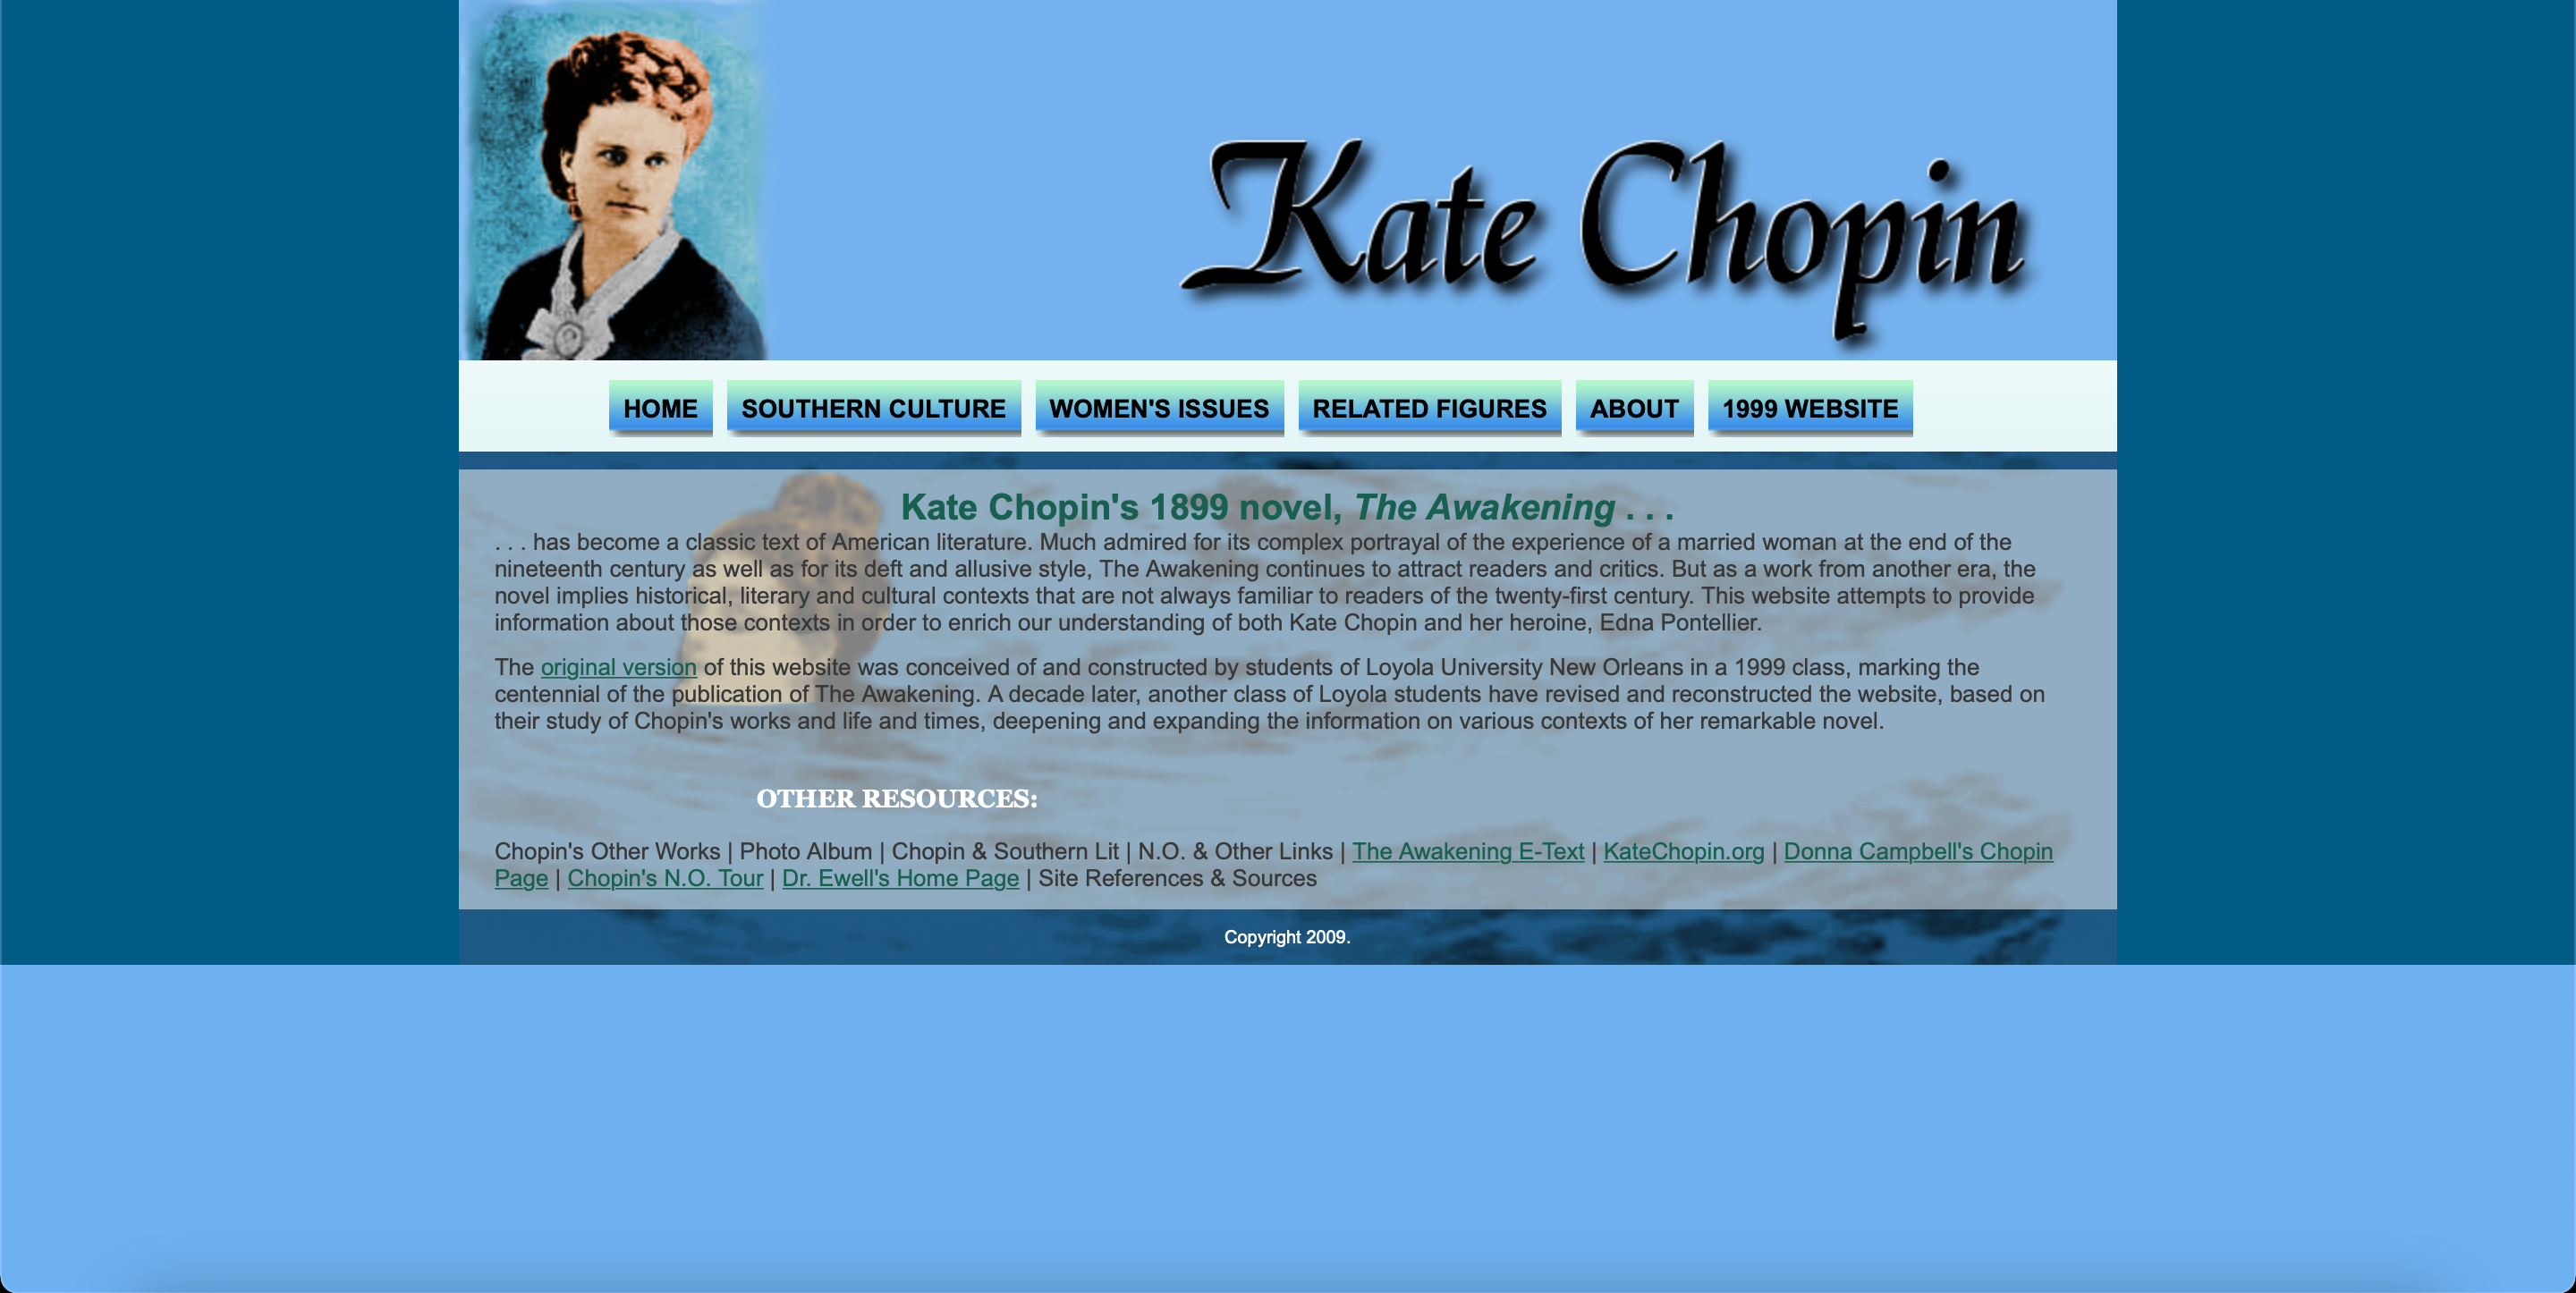 Kate Chopin
HOME SOUTHERN CULTURE WOMEN'S ISSUES RELATED FIGURES ABOUT 1999 WEBSITE
Kate Chopin's 1899 novel, The Awakening . . .
. . . has become a classic text of American literature. Much admired for its complex portrayal of the experience of a married woman at the end of the
nineteenth century as well as for its deft and allusive style, The Awakening continues to attract readers and critics. But as a work from another era, the
novel implies historical, literary and cultural contexts that are not always familiar to readers of the twenty-first century. This website attempts to provide
information about those contexts in order to enrich our understanding of both Kate Chopin and her heroine, Edna Pontellier.
The original version of this website was conceived of and constructed by students of Loyola University New Orleans in a 1999 class, marking the
centennial of the publication of The Awakening. A decade later, another class of Loyola students have revised and reconstructed the website, based on
their study of Chopin's works and life and times, deepening and expanding the information on various contexts of her remarkable novel.
OTHER RESOURCES:
Chopin's Other Works | Photo Album | Chopin & Southern Lit | N.O. & Other Links | The Awakening E-Text | KateChopin.org | Donna Campbell's Chopin
Page | Chopin's N.O. Tour | Dr. Ewell's Home Page | Site References & Sources
Copyright 2009.